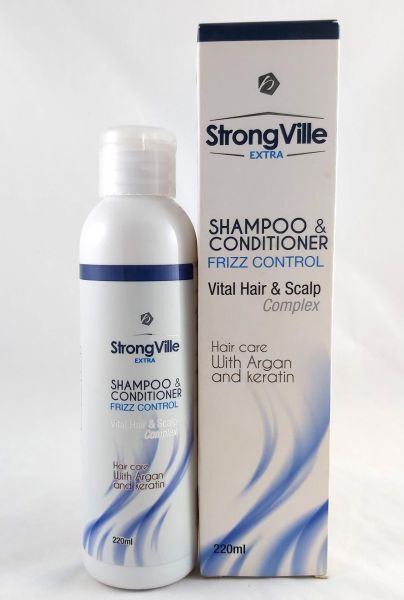 StrongVille
EXTRA
SHAMPOO &
CONDITIONER
FRIZZ CONTROL
Vital Hair & Scalp
Complex
Hair care
With Argan
and keratin
220ml
StrongVille
EXTRA
SHAMPOO &
CONDITIONER
FRIZZ CONTROL
Vital Hair & Scalp
Complex
Hair care
With Argan
and keratin
220ml